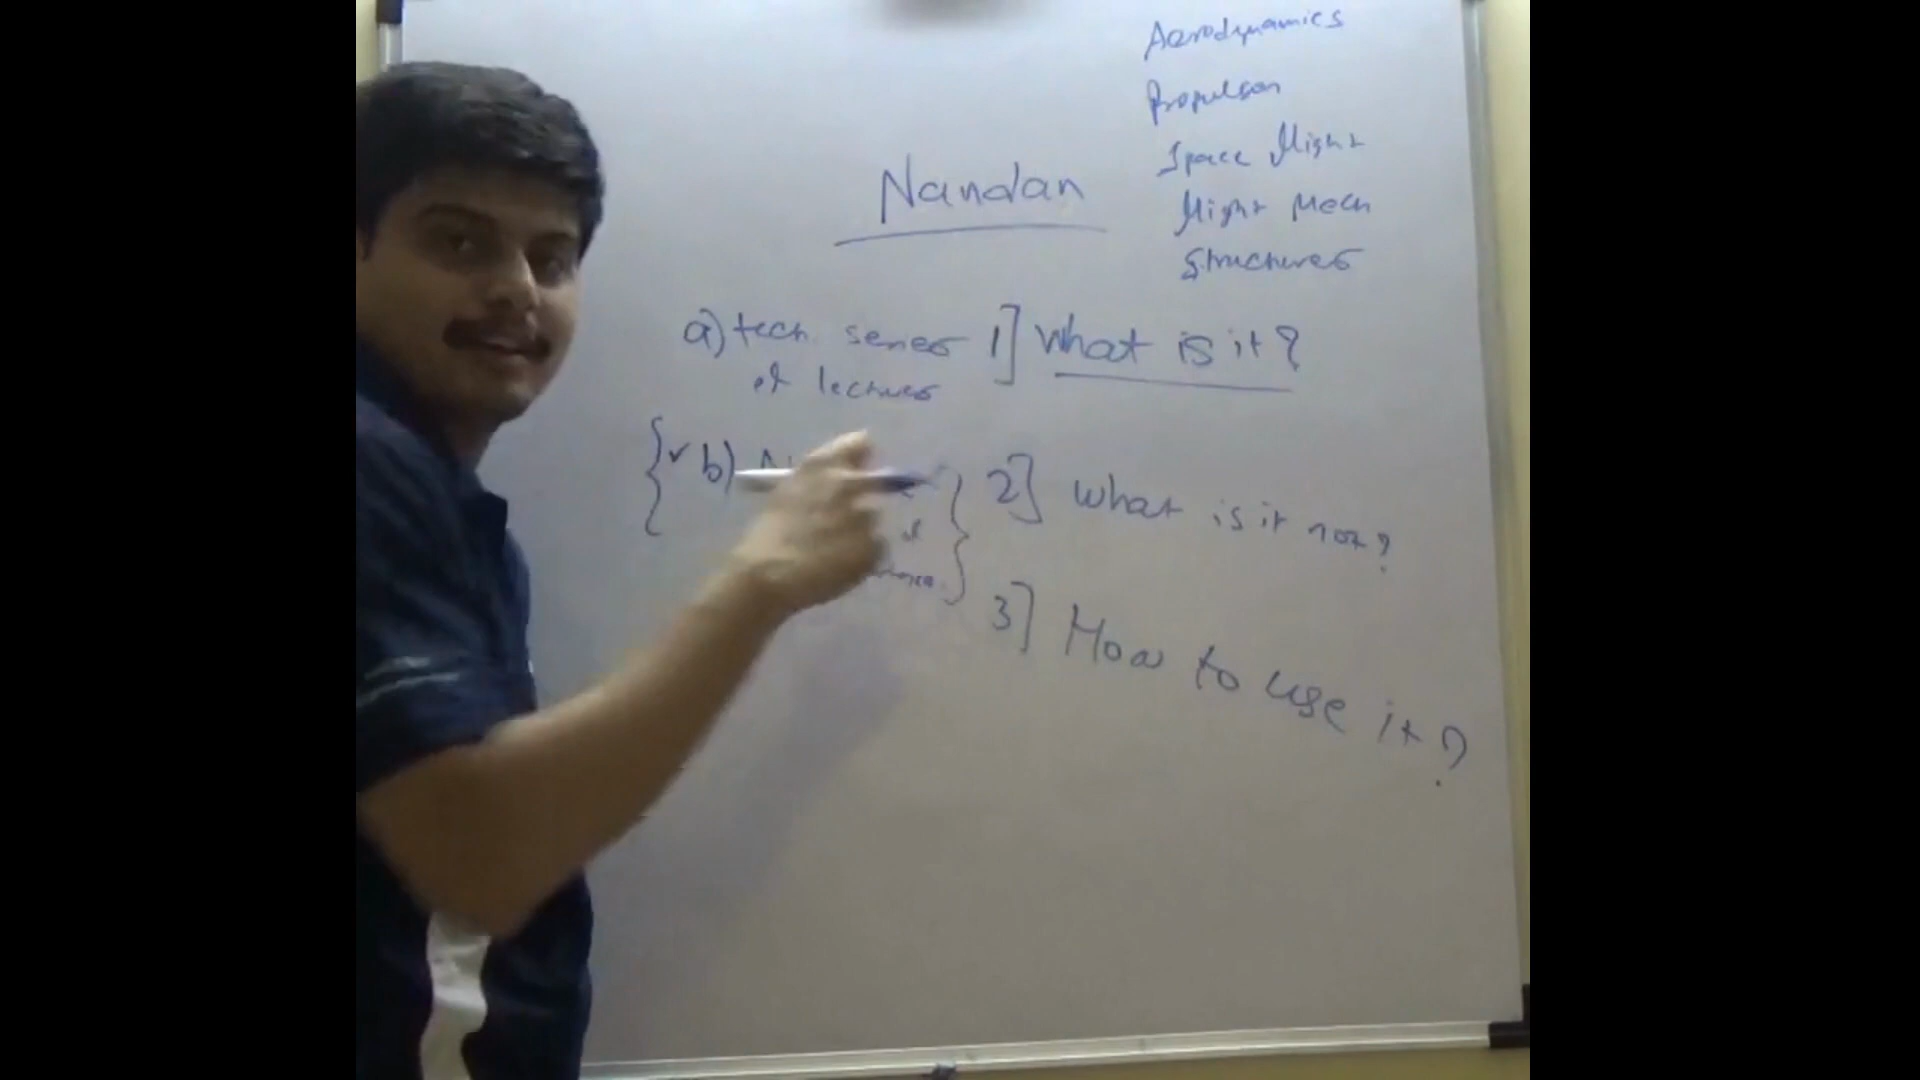 Aerodynamics
Propulson
Space flight
flight Mech
Structures
Nandan
a) tech. series
of lectures
b)
1] What is it?
2] What is it not?
3] How to use it?